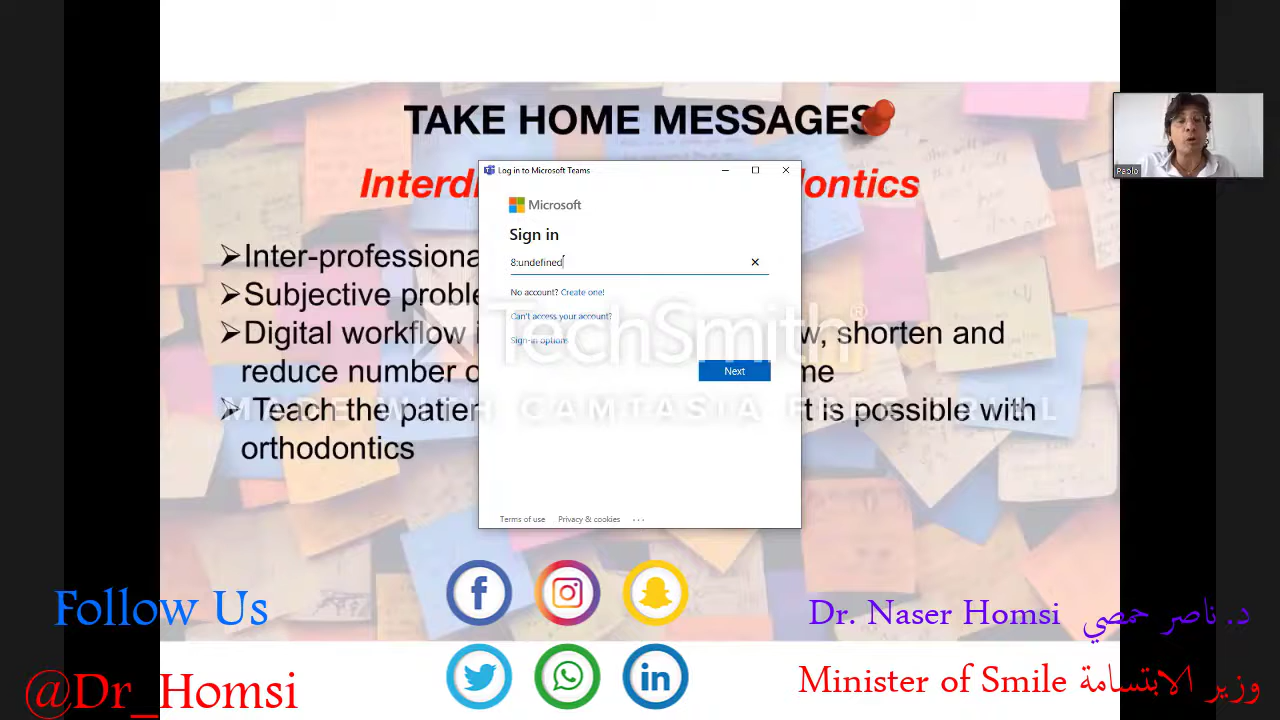 TAKE HOME MESSAGES
Interdi
ontics
Log in to Microsoft Teams
Microsoft
Sign in
8:undefined
No account? Create one!
Can't access your account?
Sign-in options
Next
Terms of use Privacy & cookies ...
➢Inter-professiona
➢Subjective proble
➢Digital workflow i w, shorten and
reduce number o me
➢ Teach the patien t is possible with
orthodontics
TechSmith®
MADE WITH CAMTASIA FREE TRIAL
Paolo
Follow Us
@Dr_Homsi
Dr. Naser Homsi د. ناصر حمصي
Minister of Smile وزير الابتسامة